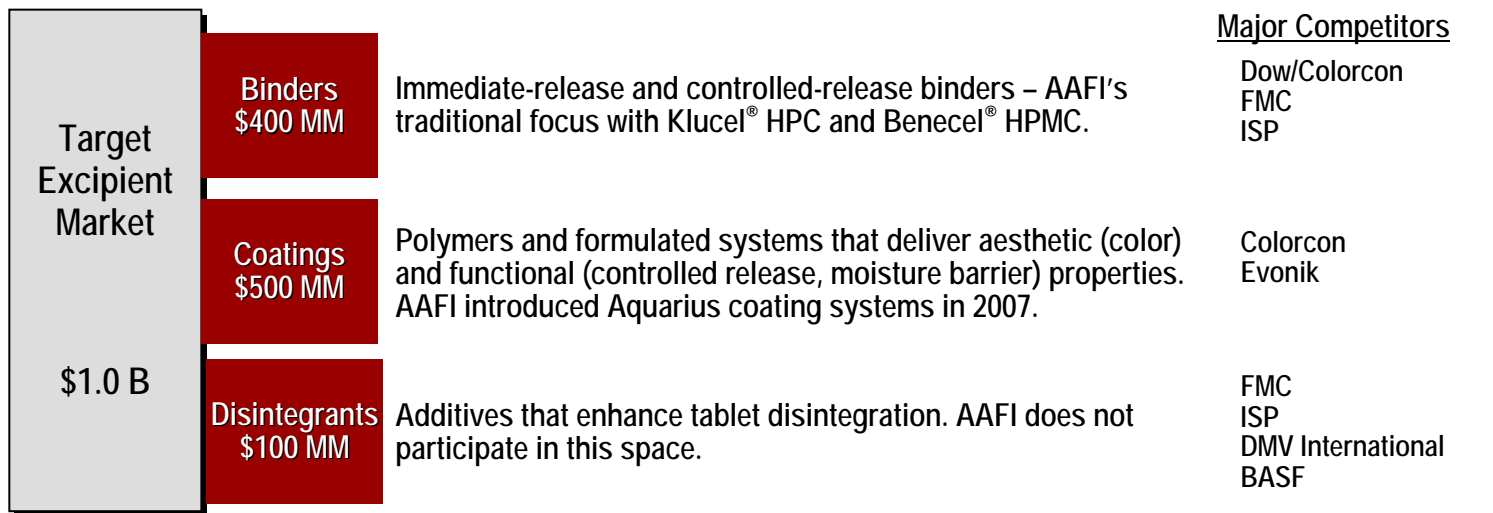 Major Competitors
Target
Excipient
Market
$1.0 B
Binders
$400 MM
Immediate-release and controlled-release binders – AAFI's
traditional focus with Klucel® HPC and Benecel® HPMC.
Dow/Colorcon
FMC
ISP
Coatings
$500 MM
Polymers and formulated systems that deliver aesthetic (color)
and functional (controlled release, moisture barrier) properties.
AAFI introduced Aquarius coating systems in 2007.
Colorcon
Evonik
Disintegrants
$100 MM
Additives that enhance tablet disintegration. AAFI does not
participate in this space.
FMC
ISP
DMV International
BASF